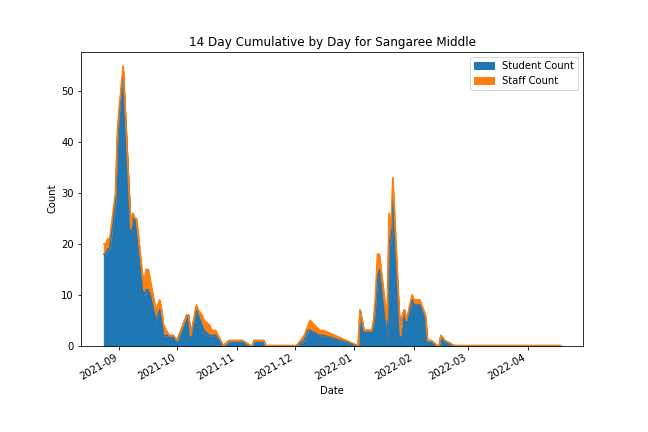 14 Day Cumulative by Day for Sangaree Middle
Student Count
Staff Count
Count
50
40
30
20
10
0
2021-09
2021-10
2021-11
2021-12
2022-01
2022-02
2022-03
2022-04
Date